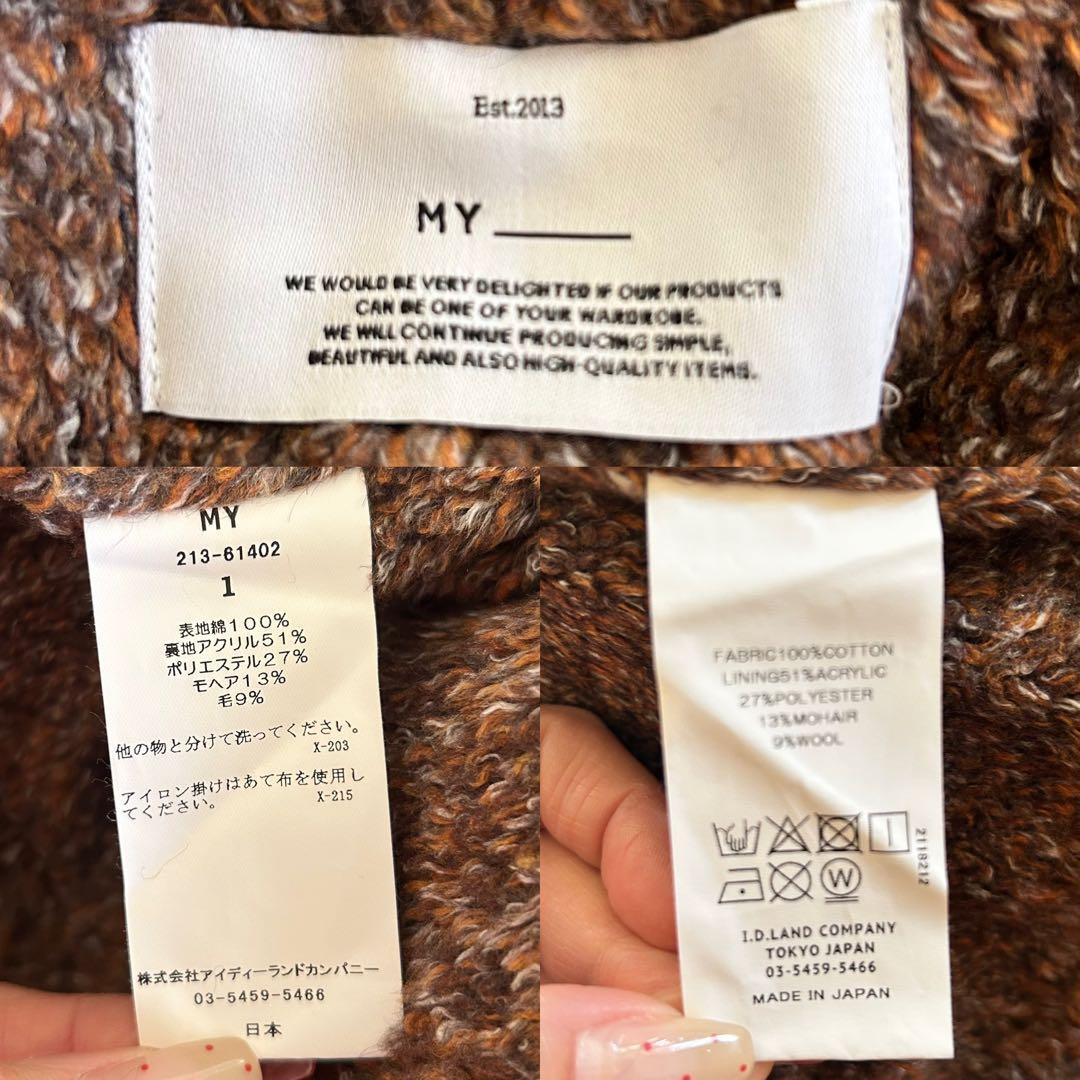 Est.2013
MY_____
WE WOULD BE VERY DELIGHTED IF OUR PRODUCTS
CAN BE ONE OF YOUR WARDROBE.
WE WILL CONTINUE PRODUCING SIMPLE,
BEAUTIFUL AND ALSO HIGH-QUALITY ITEMS.
MY
213-61402
1
表地綿100%
裏地アクリル51%
ポリエステル27%
モヘア13%
毛9%
他の物と分けて洗ってください。
X-203
アイロン掛けはあて布を使用し
てください。 X-215
株式会社アイディーランドカンパニー
03-5459-5466
日本
FABRIC100%COTTON
LINING51%ACRYLIC
27%POLYESTER
13%MOHAIR
9%WOOL
W
2118212
I.D.LAND COMPANY
TOKYO JAPAN
03-5459-5466
MADE IN JAPAN